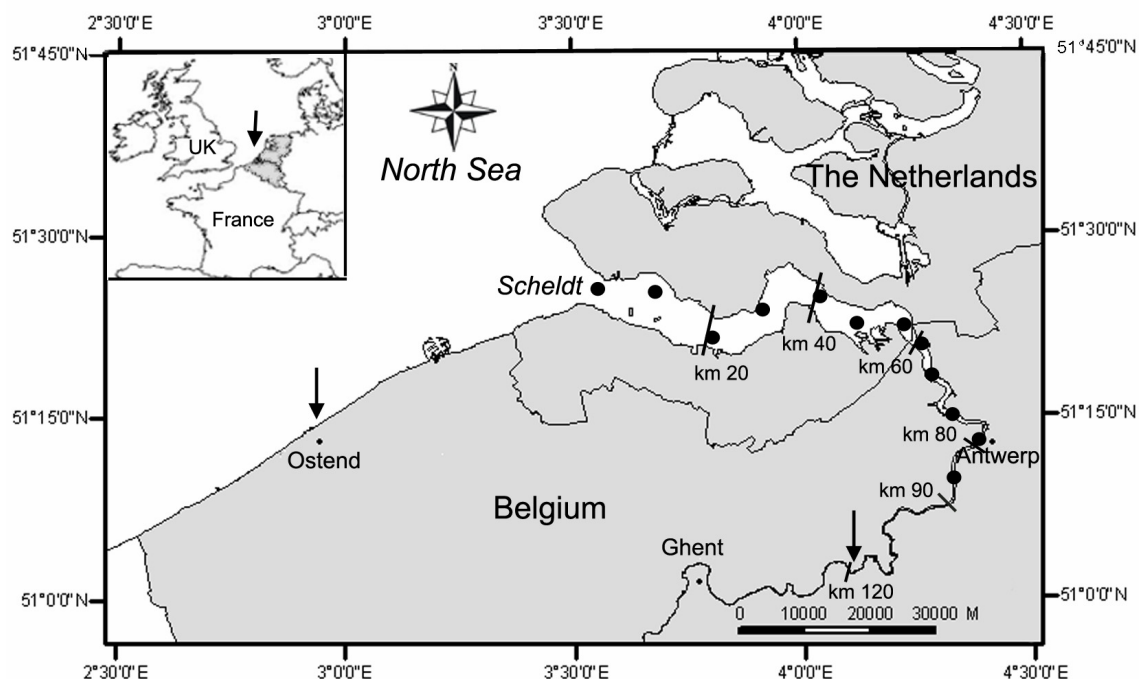 2°30'0"E 3°0'0"E 3°30'0"E 4°0'0"E 4°30'0"E
51°45'0"N 51°45'0"N
N
UK
North Sea
The Netherlands
France
51°30'0"N 51°30'0"N
Scheldt
km 40
km 20 km 60
51°15'0"N 51°15'0"N
km 80
Ostend Antwerp
km 90
Belgium
Ghent
km 120
51°0'0"N 51°0'0"N
0 10000 20000 30000 M
2°30'0"E 3°0'0"E 3°30'0"E 4°0'0"E 4°30'0"E